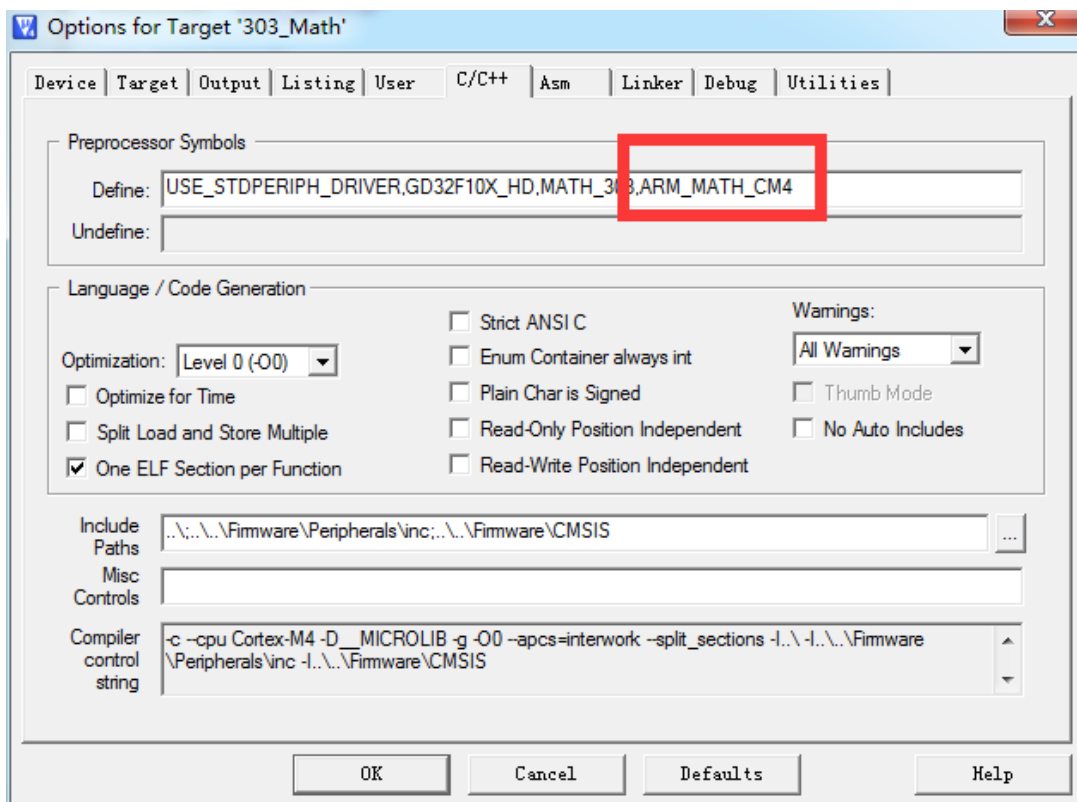 Options for Target '303_Math'
Device Target Output Listing User C/C++ Asm Linker Debug Utilities
Preprocessor Symbols
Define: USE_STDPERIPH_DRIVER,GD32F10X_HD,MATH_303,ARM_MATH_CM4
Undefine:
Language / Code Generation
Strict ANSI C
Warnings:
Optimization: Level 0 (-O0)
Enum Container always int
All Warnings
Optimize for Time
Plain Char is Signed
Thumb Mode
Split Load and Store Multiple
Read-Only Position Independent
No Auto Includes
One ELF Section per Function
Read-Write Position Independent
Include Paths
..\;..\..\Firmware\Peripherals\inc;..\..\Firmware\CMSIS
...
Misc Controls
Compiler control string
-c --cpu Cortex-M4 -D__MICROLIB -g -O0 --apcs=interwork --split_sections -I..\ -I..\..\Firmware
\Peripherals\inc -I..\..\Firmware\CMSIS
OK Cancel Defaults Help